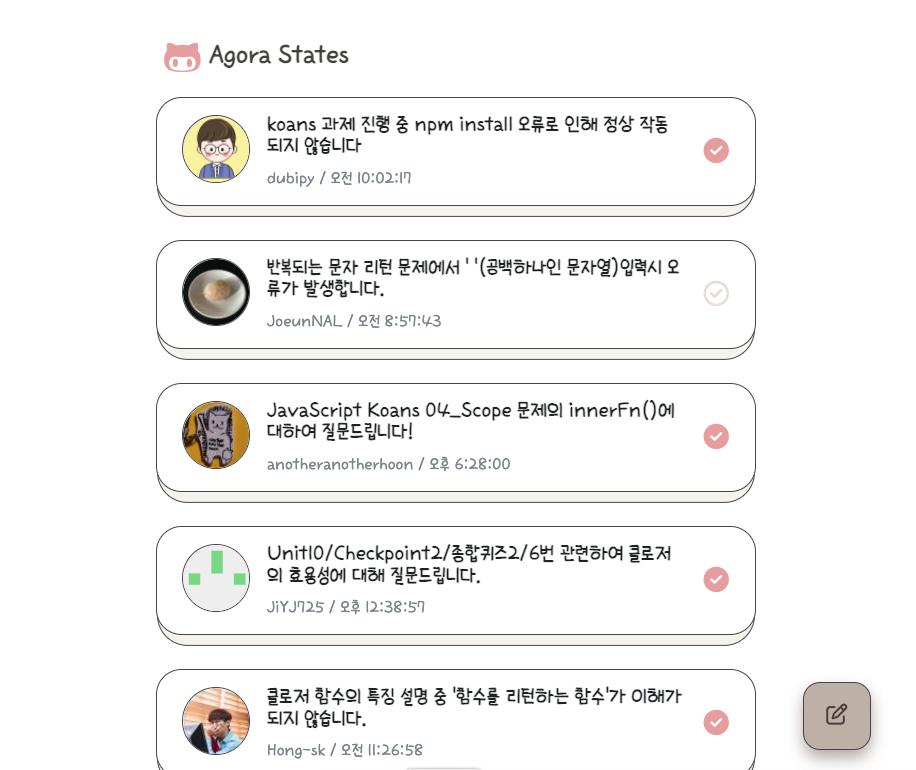 Agora States
koans 과제 진행 중 npm install 오류로 인해 정상 작동
되지 않습니다
dubipy / 오전 10:02:17
반복되는 문자 리턴 문제에서 ' '(공백하나인 문자열)입력시 오
류가 발생합니다.
JoeunNAL / 오전 8:57:43
JavaScript Koans 04_Scope 문제의 innerFn()에
대하여 질문드립니다!
anotheranotherhoon / 오후 6:28:00
Unit10/Checkpoint2/종합퀴즈2/6번 관련하여 클로저
의 효용성에 대해 질문드립니다.
JiYJ725 / 오후 12:38:57
클로저 함수의 특징 설명 중 '함수를 리턴하는 함수'가 이해가
되지 않습니다.
Hong-sk / 오전 11:26:58